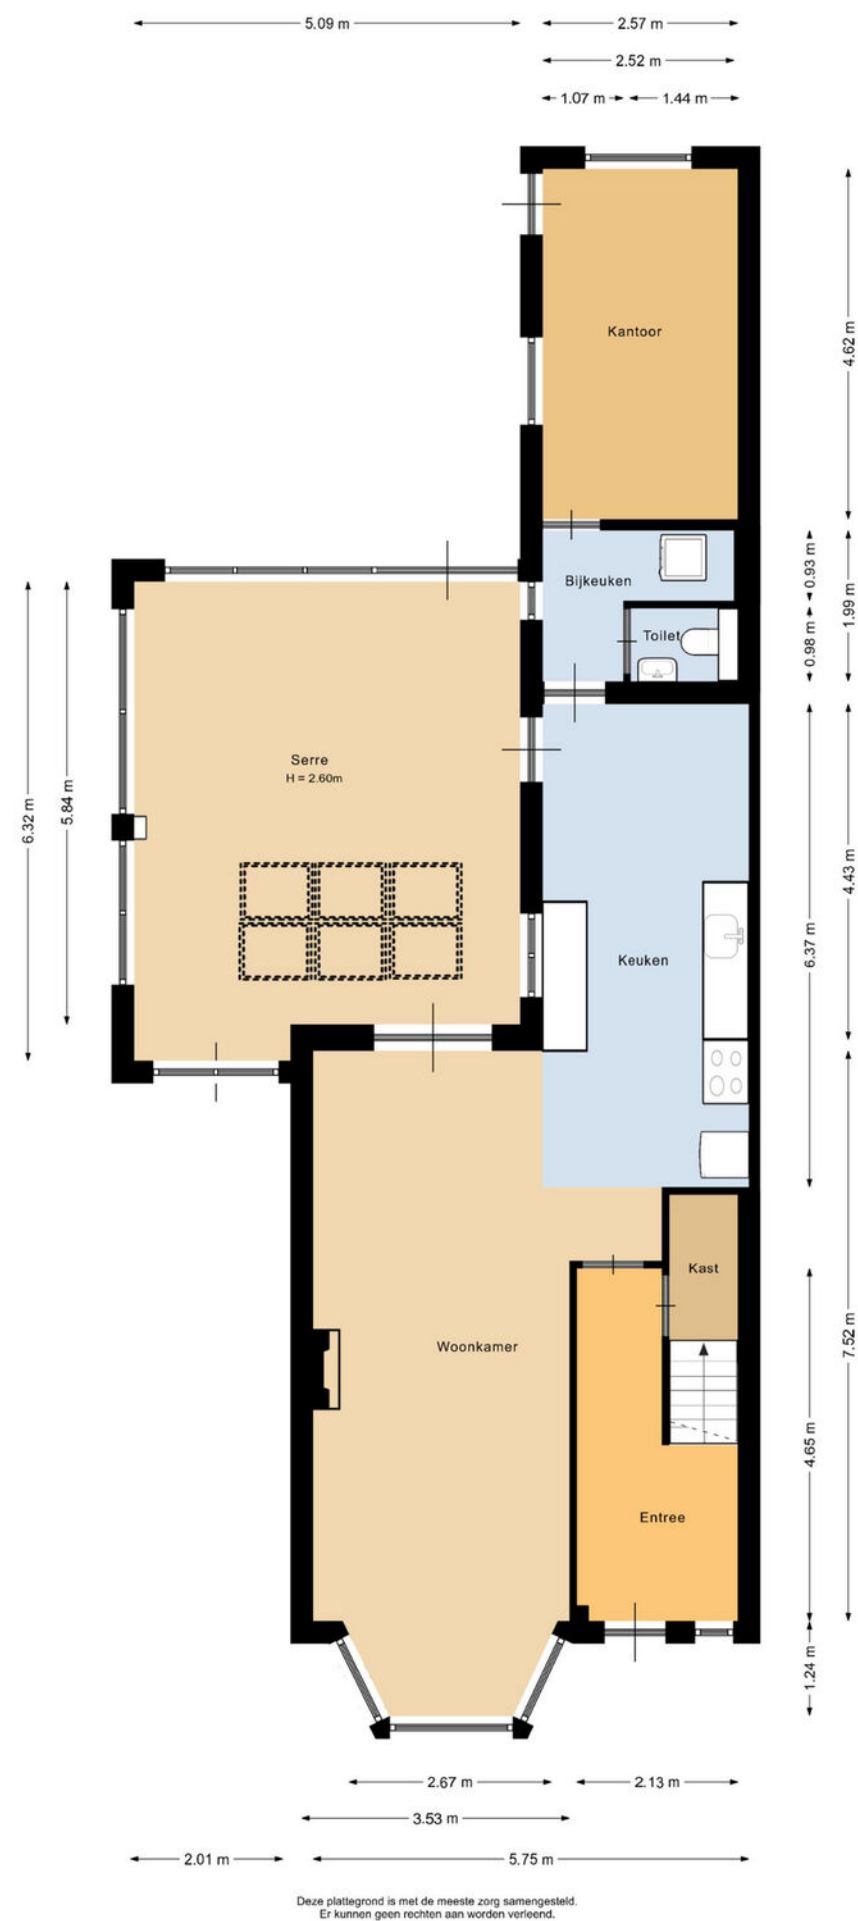 5.09 m
2.57 m
2.52 m
1.07 m
1.44 m
Kantoor
4.62 m
Bijkeuken
0.93 m
1.99 m
Toilet
0.98 m
Serre
H = 2.60m
6.32 m
5.84 m
4.43 m
6.37 m
Keuken
Kast
Woonkamer
7.52 m
4.65 m
Entree
1.24 m
2.67 m
2.13 m
3.53 m
2.01 m
5.75 m
Deze plattegrond is met de meeste zorg samengesteld.
Er kunnen geen rechten aan worden verleend.